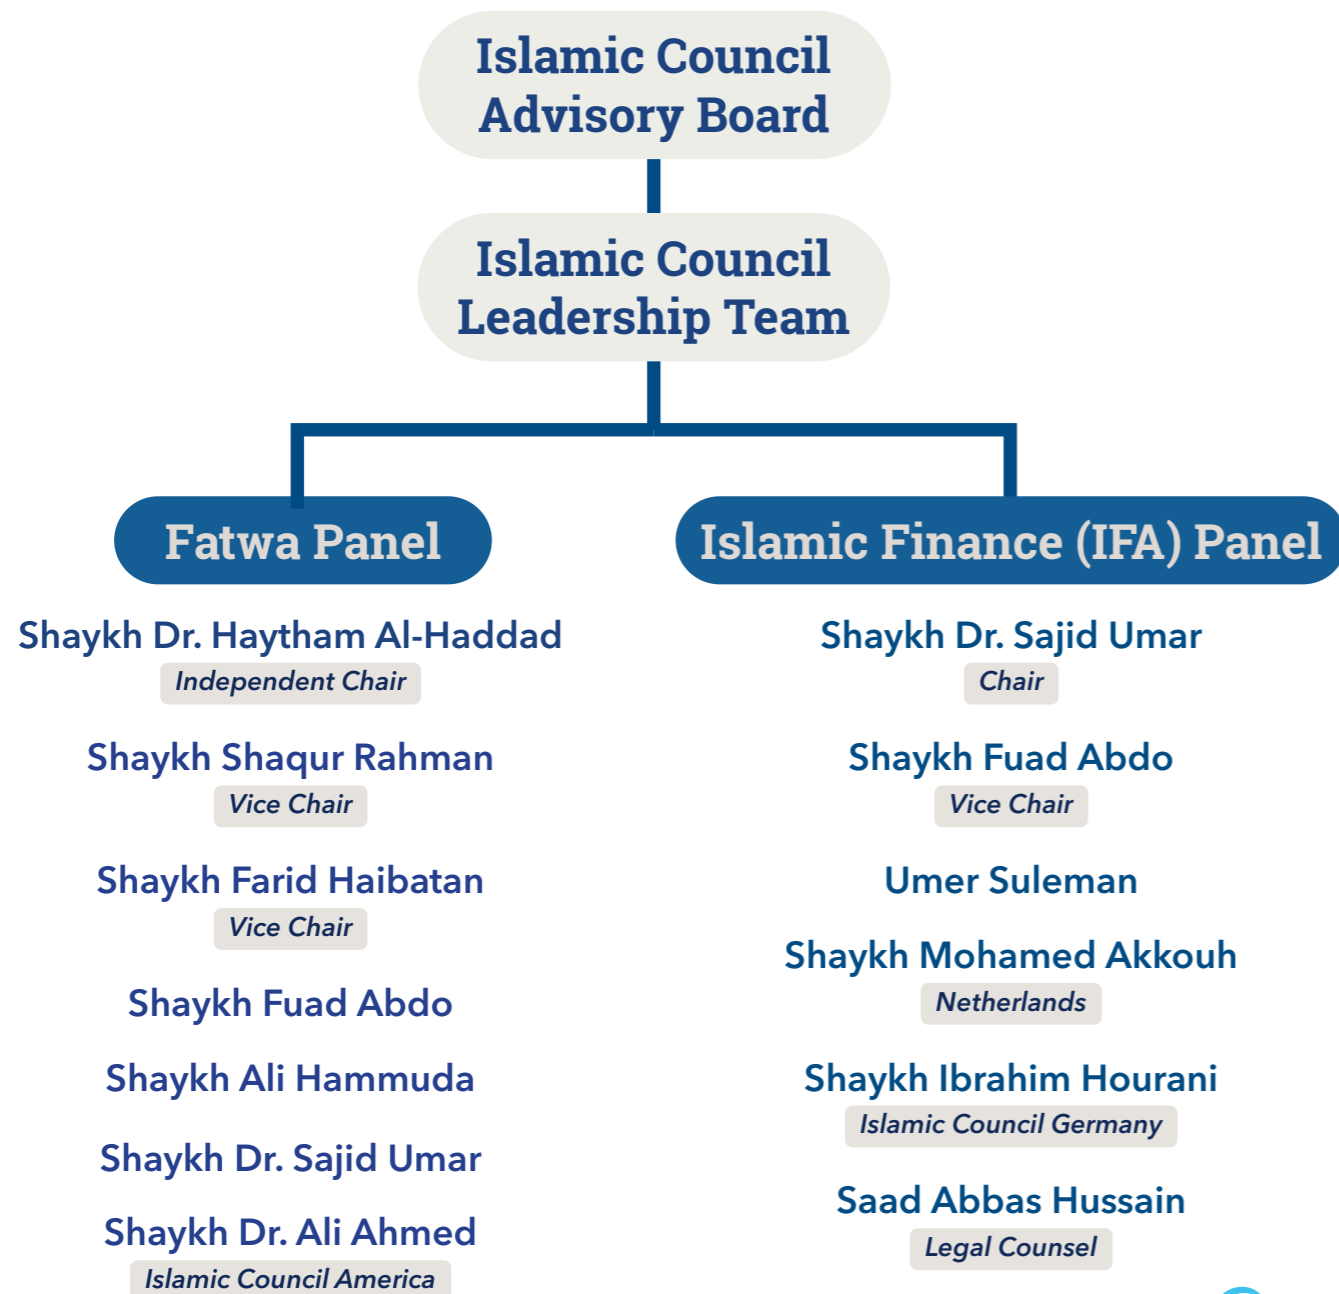 Islamic Council
Advisory Board
Islamic Council
Leadership Team
Fatwa Panel
Shaykh Dr. Haytham Al-Haddad
Independent Chair
Shaykh Shaqur Rahman
Vice Chair
Shaykh Farid Haibatan
Vice Chair
Shaykh Fuad Abdo
Shaykh Ali Hammuda
Shaykh Dr. Sajid Umar
Shaykh Dr. Ali Ahmed
Islamic Council America
Islamic Finance (IFA) Panel
Shaykh Dr. Sajid Umar
Chair
Shaykh Fuad Abdo
Vice Chair
Umer Suleman
Shaykh Mohamed Akkouh
Netherlands
Shaykh Ibrahim Hourani
Islamic Council Germany
Saad Abbas Hussain
Legal Counsel